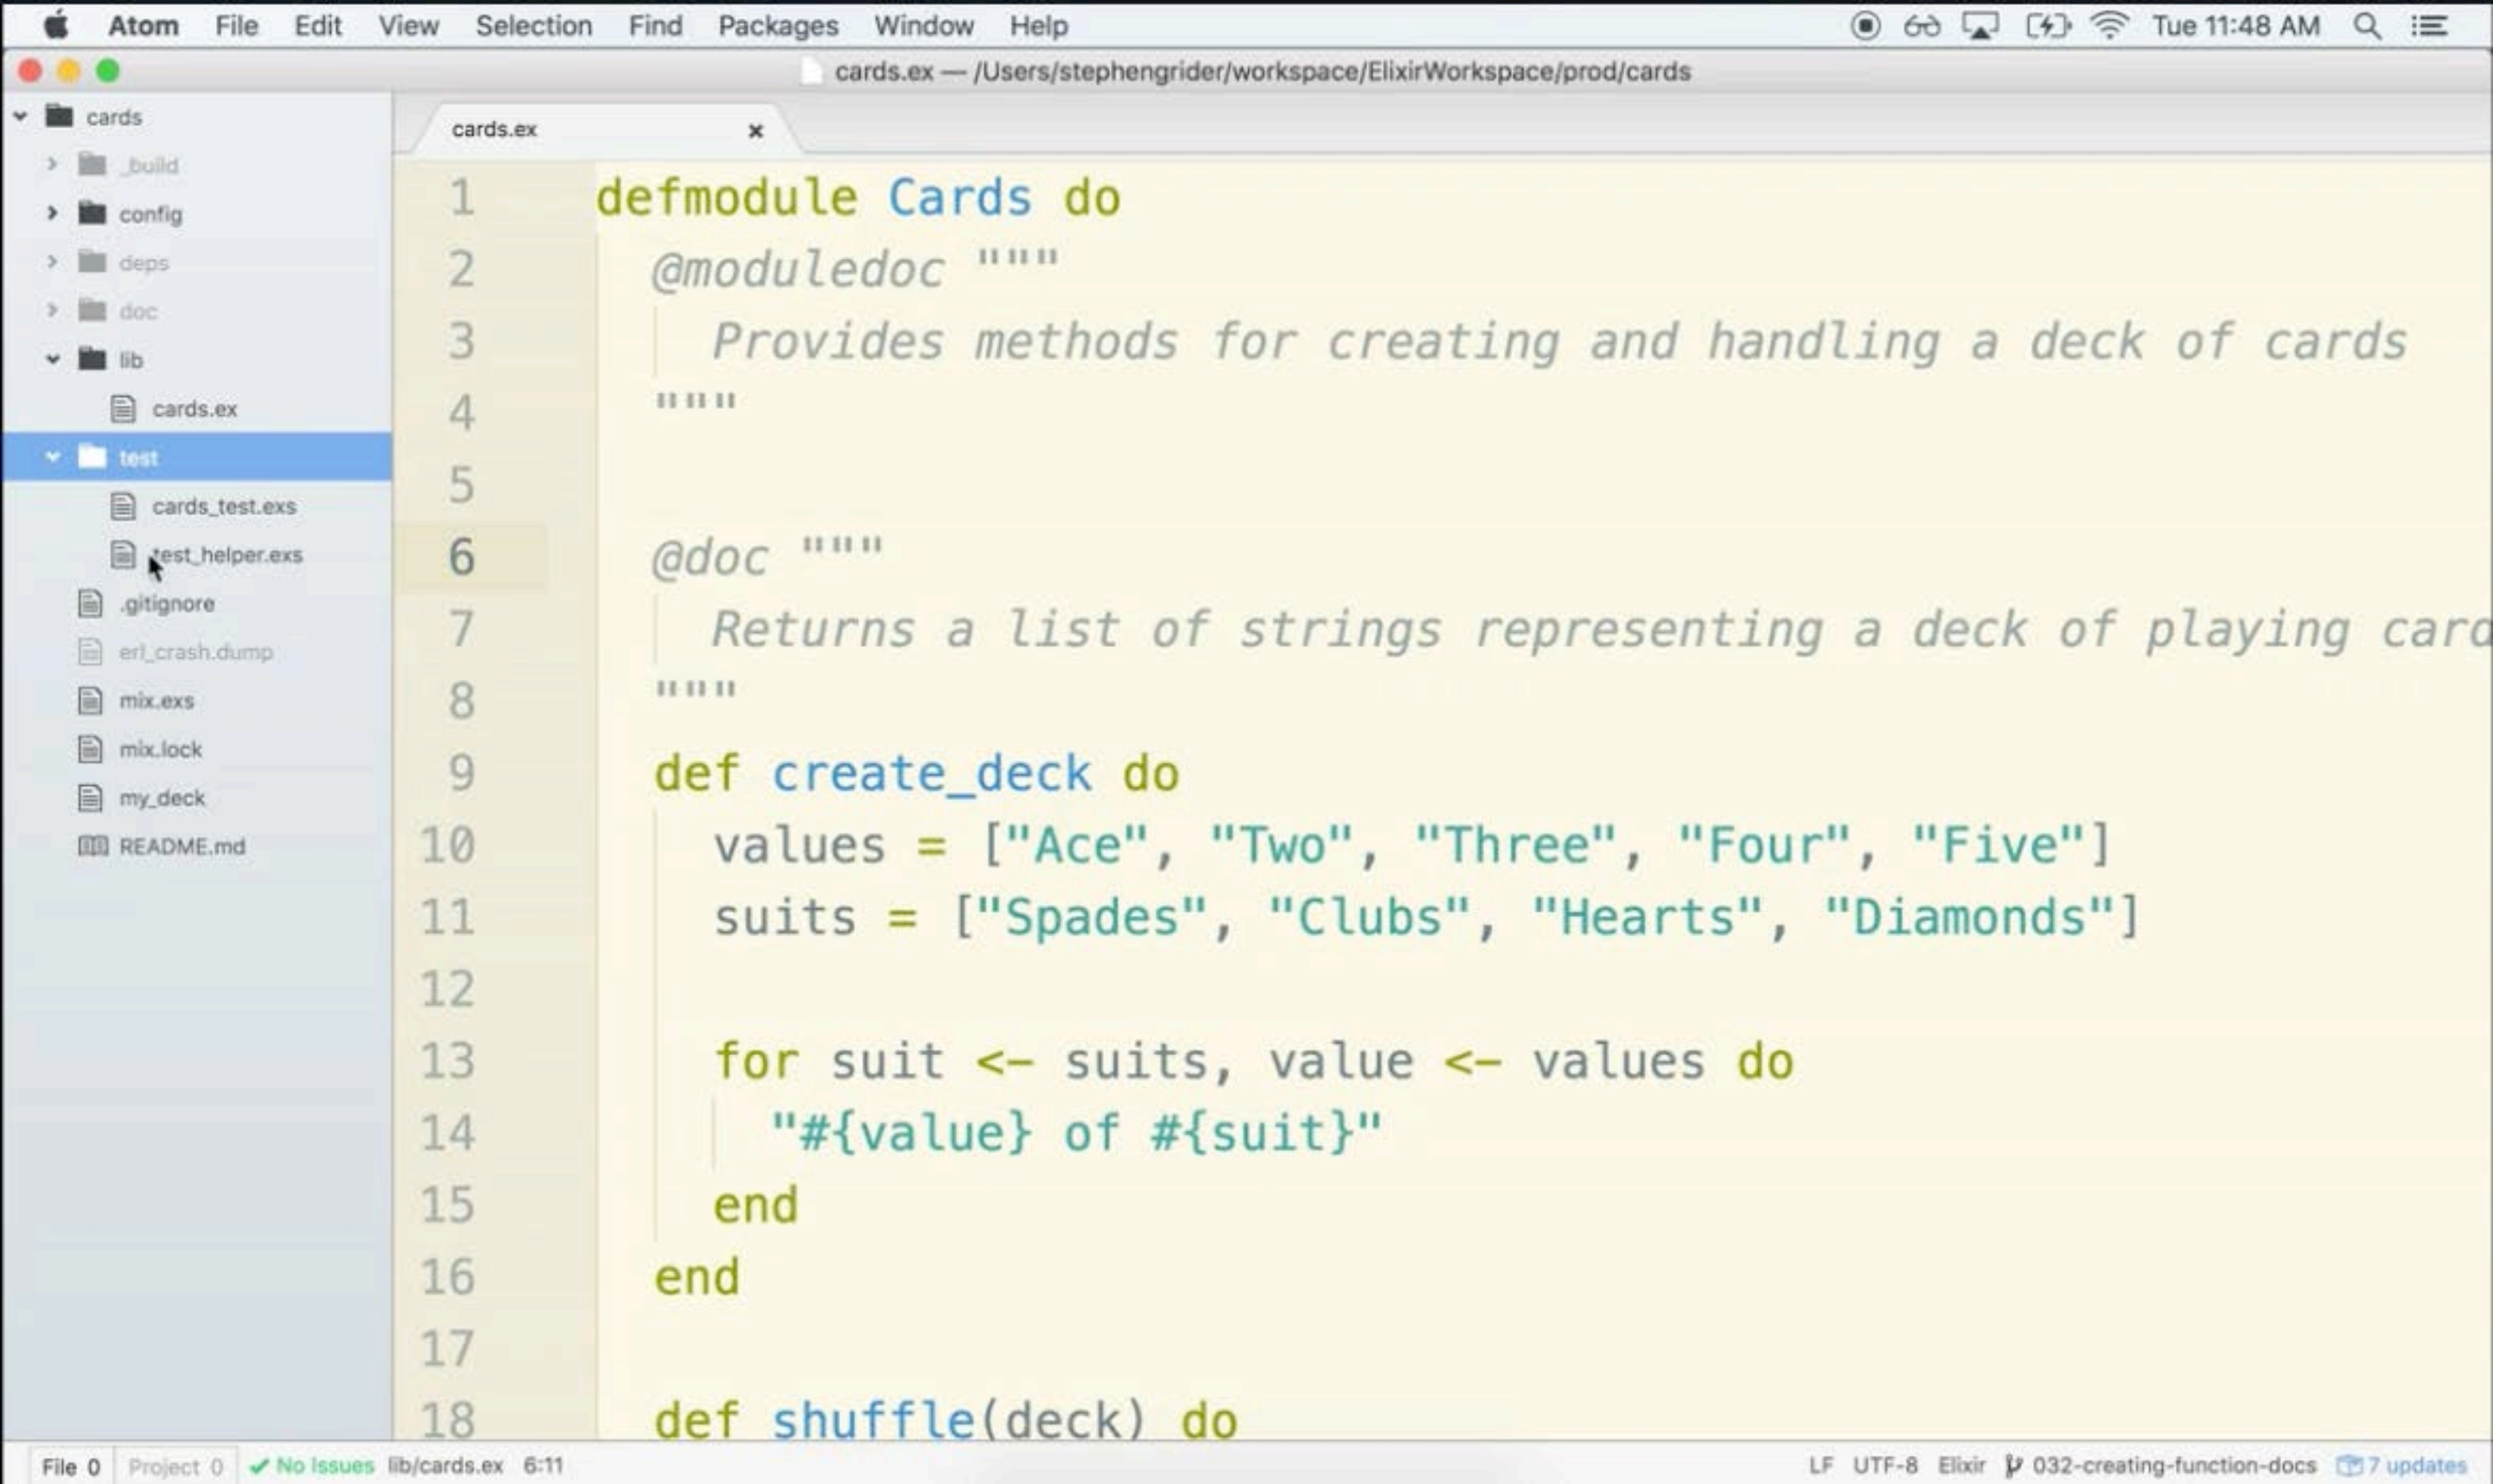 Atom File Edit View Selection Find Packages Window Help Tue 11:48 AM
cards.ex — /Users/stephengrider/workspace/ElixirWorkspace/prod/cards
cards
_build
config
deps
doc
lib
cards.ex
test
cards_test.exs
test_helper.exs
.gitignore
erl_crash.dump
mix.exs
mix.lock
my_deck
README.md
cards.ex
1 defmodule Cards do
2 @moduledoc """
3 Provides methods for creating and handling a deck of cards
4 """
5
6 @doc """
7 Returns a list of strings representing a deck of playing card
8 """
9 def create_deck do
10 values = ["Ace", "Two", "Three", "Four", "Five"]
11 suits = ["Spades", "Clubs", "Hearts", "Diamonds"]
12
13 for suit <- suits, value <- values do
14 "#{value} of #{suit}"
15 end
16 end
17
18 def shuffle(deck) do
File 0 Project 0 No Issues lib/cards.ex 6:11 LF UTF-8 Elixir 032-creating-function-docs 7 updates